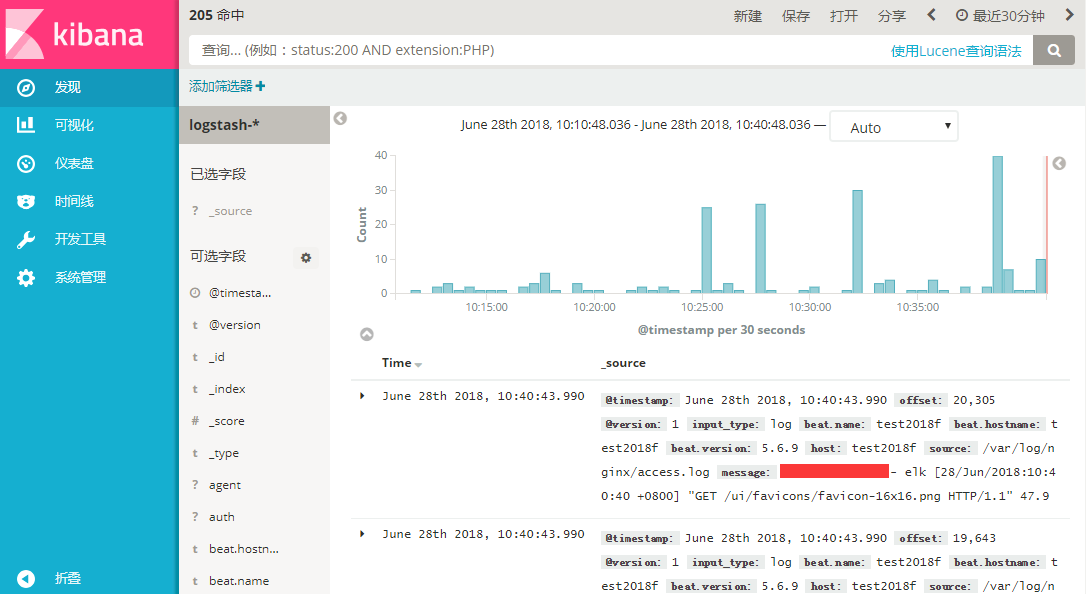 kibana
发现
可视化
仪表盘
时间线
开发工具
系统管理
折叠
205 命中
新建 保存 打开 分享 最近30分钟
查询... (例如：status:200 AND extension:PHP) 使用Lucene查询语法
添加筛选器
logstash-*
已选字段
? _source
可选字段
@timesta...
t @version
t _id
t _index
# _score
t _type
? agent
? auth
t beat.hostn...
t beat.name
June 28th 2018, 10:10:48.036 - June 28th 2018, 10:40:48.036 — Auto
40
30
20
10
0
Count
10:15:00 10:20:00 10:25:00 10:30:00 10:35:00
@timestamp per 30 seconds
Time _source
June 28th 2018, 10:40:43.990
@timestamp: June 28th 2018, 10:40:43.990 offset: 20,305
@version: 1 input_type: log beat.name: test2018f beat.hostname: t
est2018f beat.version: 5.6.9 host: test2018f source: /var/log/n
ginx/access.log message: - elk [28/Jun/2018:10:4
0:40 +0800] "GET /ui/favicons/favicon-16x16.png HTTP/1.1" 47.9
June 28th 2018, 10:40:43.990
@timestamp: June 28th 2018, 10:40:43.990 offset: 19,643
@version: 1 input_type: log beat.name: test2018f beat.hostname: t
est2018f beat.version: 5.6.9 host: test2018f source: /var/log/n